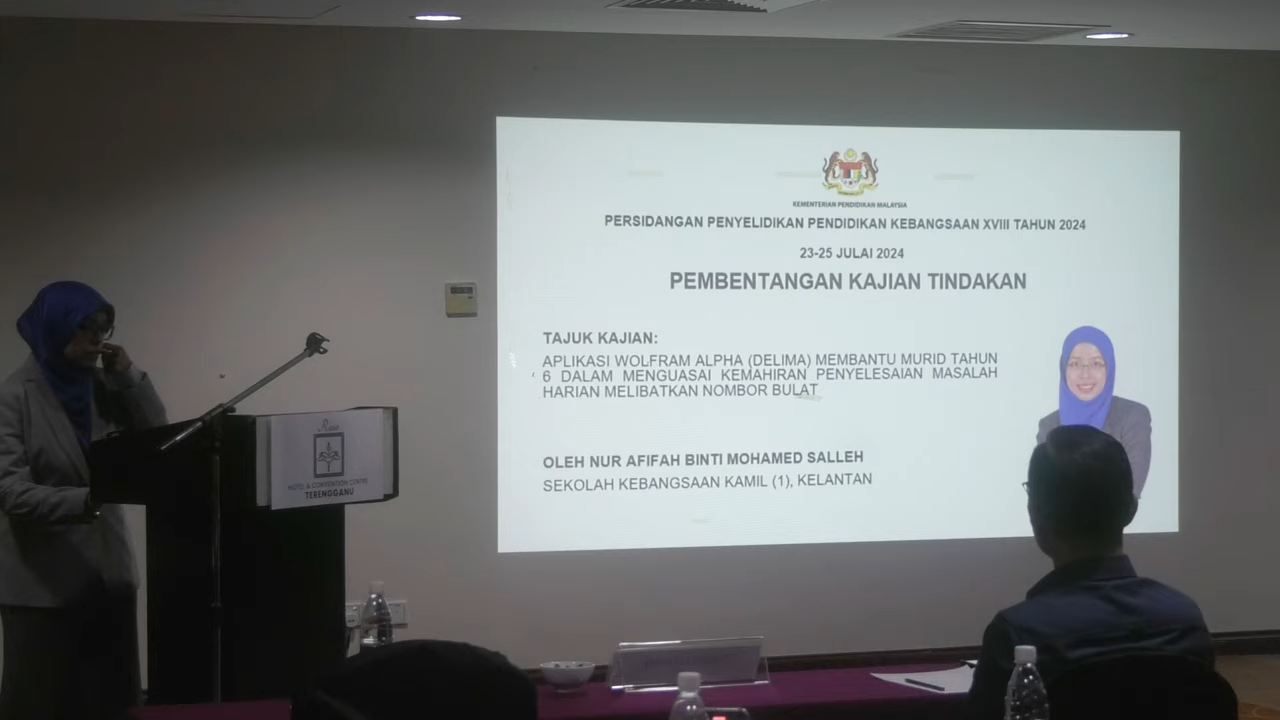 KEMENTERIAN PENDIDIKAN MALAYSIA
PERSIDANGAN PENYELIDIKAN PENDIDIKAN KEBANGSAAN XVIII TAHUN 2024
23-25 JULAI 2024
PEMBENTANGAN KAJIAN TINDAKAN
TAJUK KAJIAN:
APLIKASI WOLFRAM ALPHA (DELIMA) MEMBANTU MURID TAHUN
6 DALAM MENGUASAI KEMAHIRAN PENYELESAIAN MASALAH
HARIAN MELIBATKAN NOMBOR BULAT
OLEH NUR AFIFAH BINTI MOHAMED SALLEH
SEKOLAH KEBANGSAAN KAMIL (1), KELANTAN
HOTEL & CONVENTION CENTRE
TERENGGANU